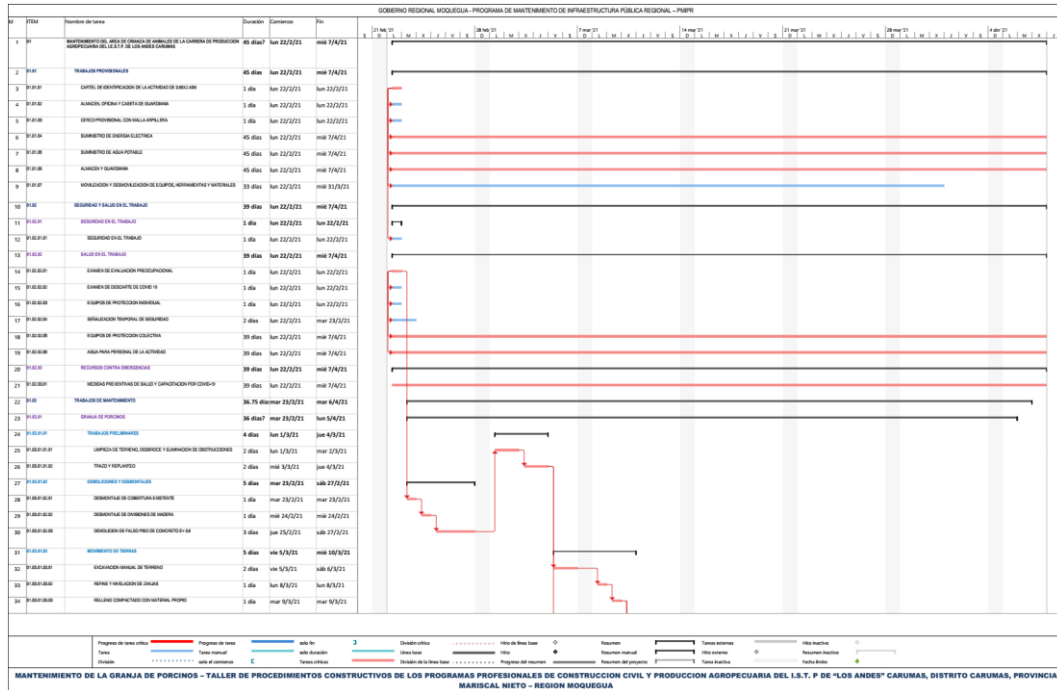 GOBIERNO REGIONAL MOQUEGUA - PROGRAMA DE MANTENIMIENTO DE INFRAESTRUCTURA PÚBLICA REGIONAL – PMIPR
M ITEM Nombre de tarea Duración Comienzo Fin 21 feb '21 28 feb '21 7 mar '21 14 mar '21 21 mar '21 28 mar '21 4 abr '21
S D L M X J V S D L M X J V S D L M X J V S D L M X J V S D L M X J V S D L M X J V S D L M X J
1 01 MANTENIMIENTO DEL AREA DE CRIANZA DE ANIMALES DE LA CARRERA DE PRODUCCION AGROPECUARIA DEL I.E.S.T.P. DE LOS ANDES CARUMAS 45 días? lun 22/2/21 mié 7/4/21
2 01.01 TRABAJOS PROVISIONALES 45 días lun 22/2/21 mié 7/4/21
3 01.01.01 CARTEL DE IDENTIFICACION DE LA ACTIVIDAD DE 1 día lun 22/2/21 lun 22/2/21
4 01.01.02 ALMACEN, OFICINA Y CASETA DE GUARDIANIA 1 día lun 22/2/21 lun 22/2/21
5 01.01.03 CERCO PROVISIONAL CON MALLA ARPILLERA 1 día lun 22/2/21 lun 22/2/21
6 01.01.04 SUMINISTRO DE ENERGIA ELECTRICA 45 días lun 22/2/21 mié 7/4/21
7 01.01.05 SUMINISTRO DE AGUA POTABLE 45 días lun 22/2/21 mié 7/4/21
8 01.01.06 ALMACEN Y GUARDIANIA 45 días lun 22/2/21 mié 7/4/21
9 01.01.07 MOVILIZACION Y DESMOVILIZACION DE EQUIPOS, HERRAMIENTAS Y MATERIALES 33 días lun 22/2/21 mié 31/3/21
10 01.02 SEGURIDAD Y SALUD EN EL TRABAJO 39 días lun 22/2/21 mié 7/4/21
11 01.02.01 SEGURIDAD EN EL TRABAJO 1 día lun 22/2/21 lun 22/2/21
12 01.02.01.01 SEGURIDAD EN EL TRABAJO 1 día lun 22/2/21 lun 22/2/21
13 01.02.02 SALUD EN EL TRABAJO 39 días lun 22/2/21 mié 7/4/21
14 01.02.02.01 EXAMEN DE EVALUACION PREOCUPACIONAL 1 día lun 22/2/21 lun 22/2/21
15 01.02.02.02 EXAMEN DE DESCARTE DE COVID 19 1 día lun 22/2/21 lun 22/2/21
16 01.02.02.03 EQUIPOS DE PROTECCION INDIVIDUAL 1 día lun 22/2/21 lun 22/2/21
17 01.02.02.04 SEÑALIZACION TEMPORAL DE SEGURIDAD 2 días lun 22/2/21 mar 23/2/21
18 01.02.02.05 EQUIPOS DE PROTECCION COLECTIVA 39 días lun 22/2/21 mié 7/4/21
19 01.02.02.06 AGUA PARA PERSONAL DE LA ACTIVIDAD 39 días lun 22/2/21 mié 7/4/21
20 01.02.03 RECURSOS CONTRA EMERGENCIAS 39 días lun 22/2/21 mié 7/4/21
21 01.02.03.01 MEDIDAS PREVENTIVAS DE SALUD Y CAPACITACION POR COVID-19 39 días lun 22/2/21 mié 7/4/21
22 01.03 TRABAJOS DE MANTENIMIENTO 36.75 días mar 23/2/21 mar 6/4/21
23 01.03.01 GRANJA DE PORCINOS 36 días? mar 23/2/21 lun 5/4/21
24 01.03.01.01 TRABAJOS PRELIMINARES 4 días lun 1/3/21 jue 4/3/21
25 01.03.01.01.01 LIMPIEZA DE TERRENO, DESBROCE Y ELIMINACION DE OBSTRUCCIONES 2 días lun 1/3/21 mar 2/3/21
26 01.03.01.01.02 TRAZO Y REPLANTEO 2 días mié 3/3/21 jue 4/3/21
27 01.03.01.02 DEMOLICIONES Y DESMONTAJES 5 días mar 23/2/21 sáb 27/2/21
28 01.03.01.02.01 DESMONTAJE DE COBERTURA EXISTENTE 1 día mar 23/2/21 mar 23/2/21
29 01.03.01.02.02 DESMONTAJE DE DIVISIONES DE MADERA 1 día mié 24/2/21 mié 24/2/21
30 01.03.01.02.03 DEMOLICION DE FALSO PISO DE CONCRETO 3 días jue 25/2/21 sáb 27/2/21
31 01.03.01.03 MOVIMIENTO DE TIERRAS 5 días vie 5/3/21 mié 10/3/21
32 01.03.01.03.01 EXCAVACION MANUAL DE TERRENO 2 días vie 5/3/21 sáb 6/3/21
33 01.03.01.03.02 REFINE Y NIVELACION DE ZANJAS 1 día lun 8/3/21 lun 8/3/21
34 01.03.01.03.03 RELLENO COMPACTADO CON MATERIAL PROPIO 1 día mar 9/3/21 mar 9/3/21
Progreso de tarea crítica Progreso de tarea solo fin División crítica Hito de línea base Resumen Tareas externas Hito inactivo
Tarea Tarea manual solo duración Línea base Hito Resumen manual Hito externo Resumen inactivo
División solo el comienzo Tareas críticas División de la línea base Progreso del resumen Resumen del proyecto Tarea inactiva Fecha límite
MANTENIMIENTO DE LA GRANJA DE PORCINOS – TALLER DE PROCEDIMIENTOS CONSTRUCTIVOS DE LOS PROGRAMAS PROFESIONALES DE CONSTRUCCION CIVIL Y PRODUCCION AGROPECUARIA DEL I.S.T. P DE "LOS ANDES" CARUMAS, DISTRITO CARUMAS, PROVINCIA
MARISCAL NIETO – REGION MOQUEGUA